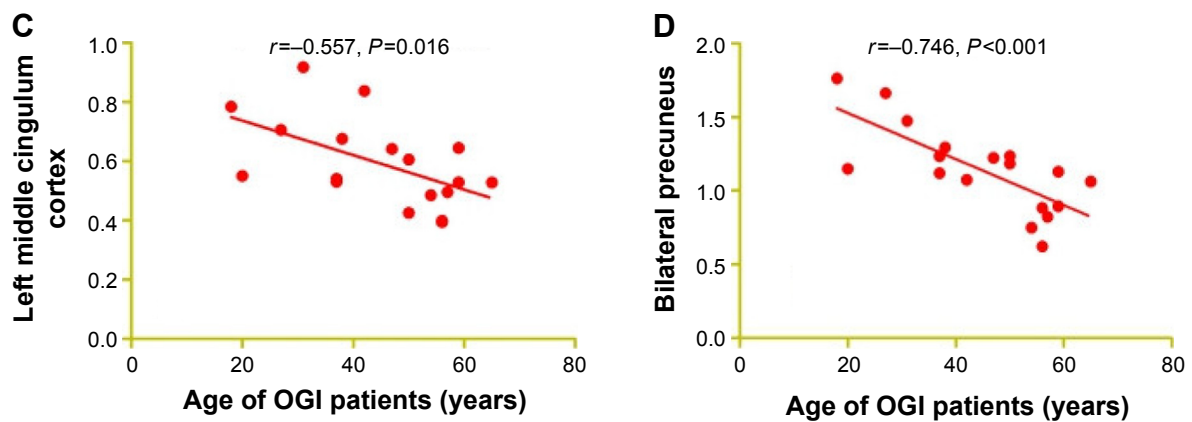 C
r=–0.557, P=0.016
Left middle cingulum
cortex
1.0
0.8
0.6
0.4
0.2
0.0
0
20
40
60
80
Age of OGI patients (years)
D
r=–0.746, P<0.001
Bilateral precuneus
2.0
1.5
1.0
0.5
0.0
0
20
40
60
80
Age of OGI patients (years)